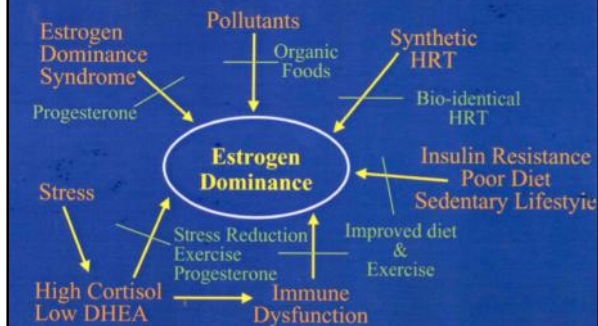 Pollutants
Estrogen
Dominance
Syndrome
Organic
Foods
Synthetic
HRT
Progesterone
Bio-identical
HRT
Estrogen
Dominance
Insulin Resistance
Poor Diet
Sedentary Lifestyle
Stress
Stress Reduction
Exercise
Progesterone
Improved diet
&
Exercise
High Cortisol
Low DHEA
Immune
Dysfunction